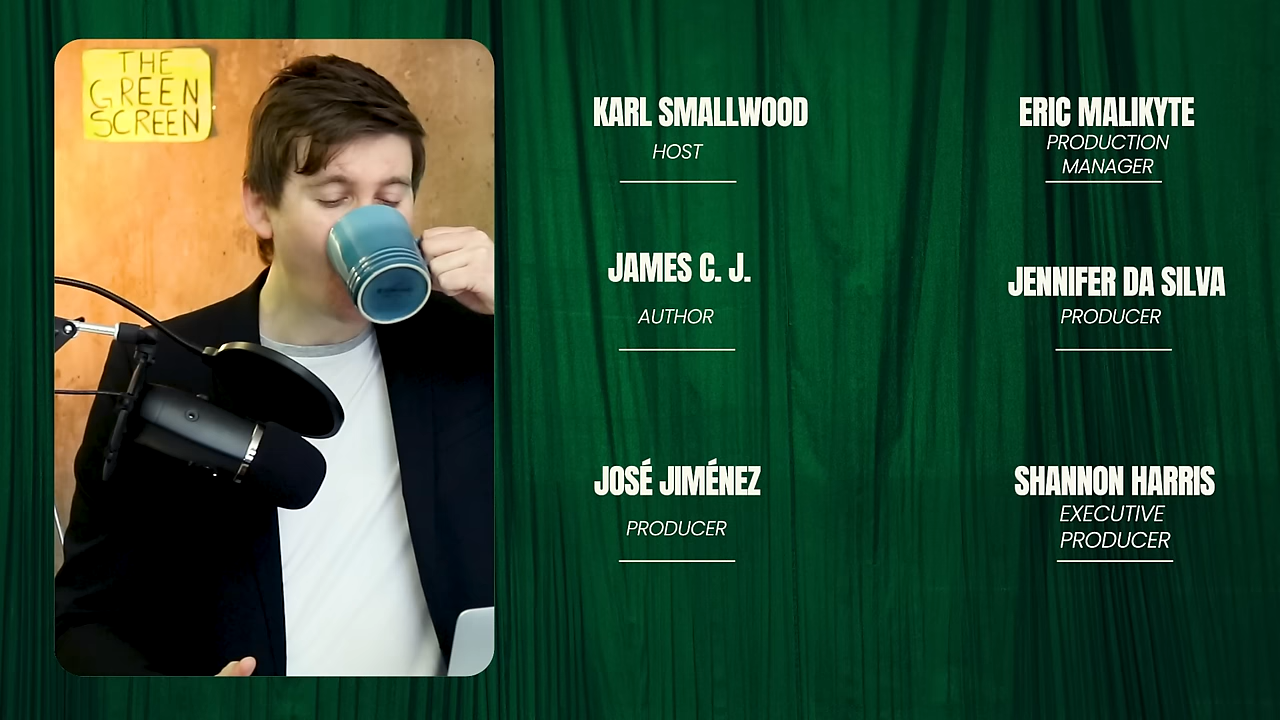 THE
GREEN
SCREEN
KARL SMALLWOOD
HOST
JAMES C. J.
AUTHOR
JOSÉ JIMÉNEZ
PRODUCER
ERIC MALIKYTE
PRODUCTION
MANAGER
JENNIFER DA SILVA
PRODUCER
SHANNON HARRIS
EXECUTIVE
PRODUCER